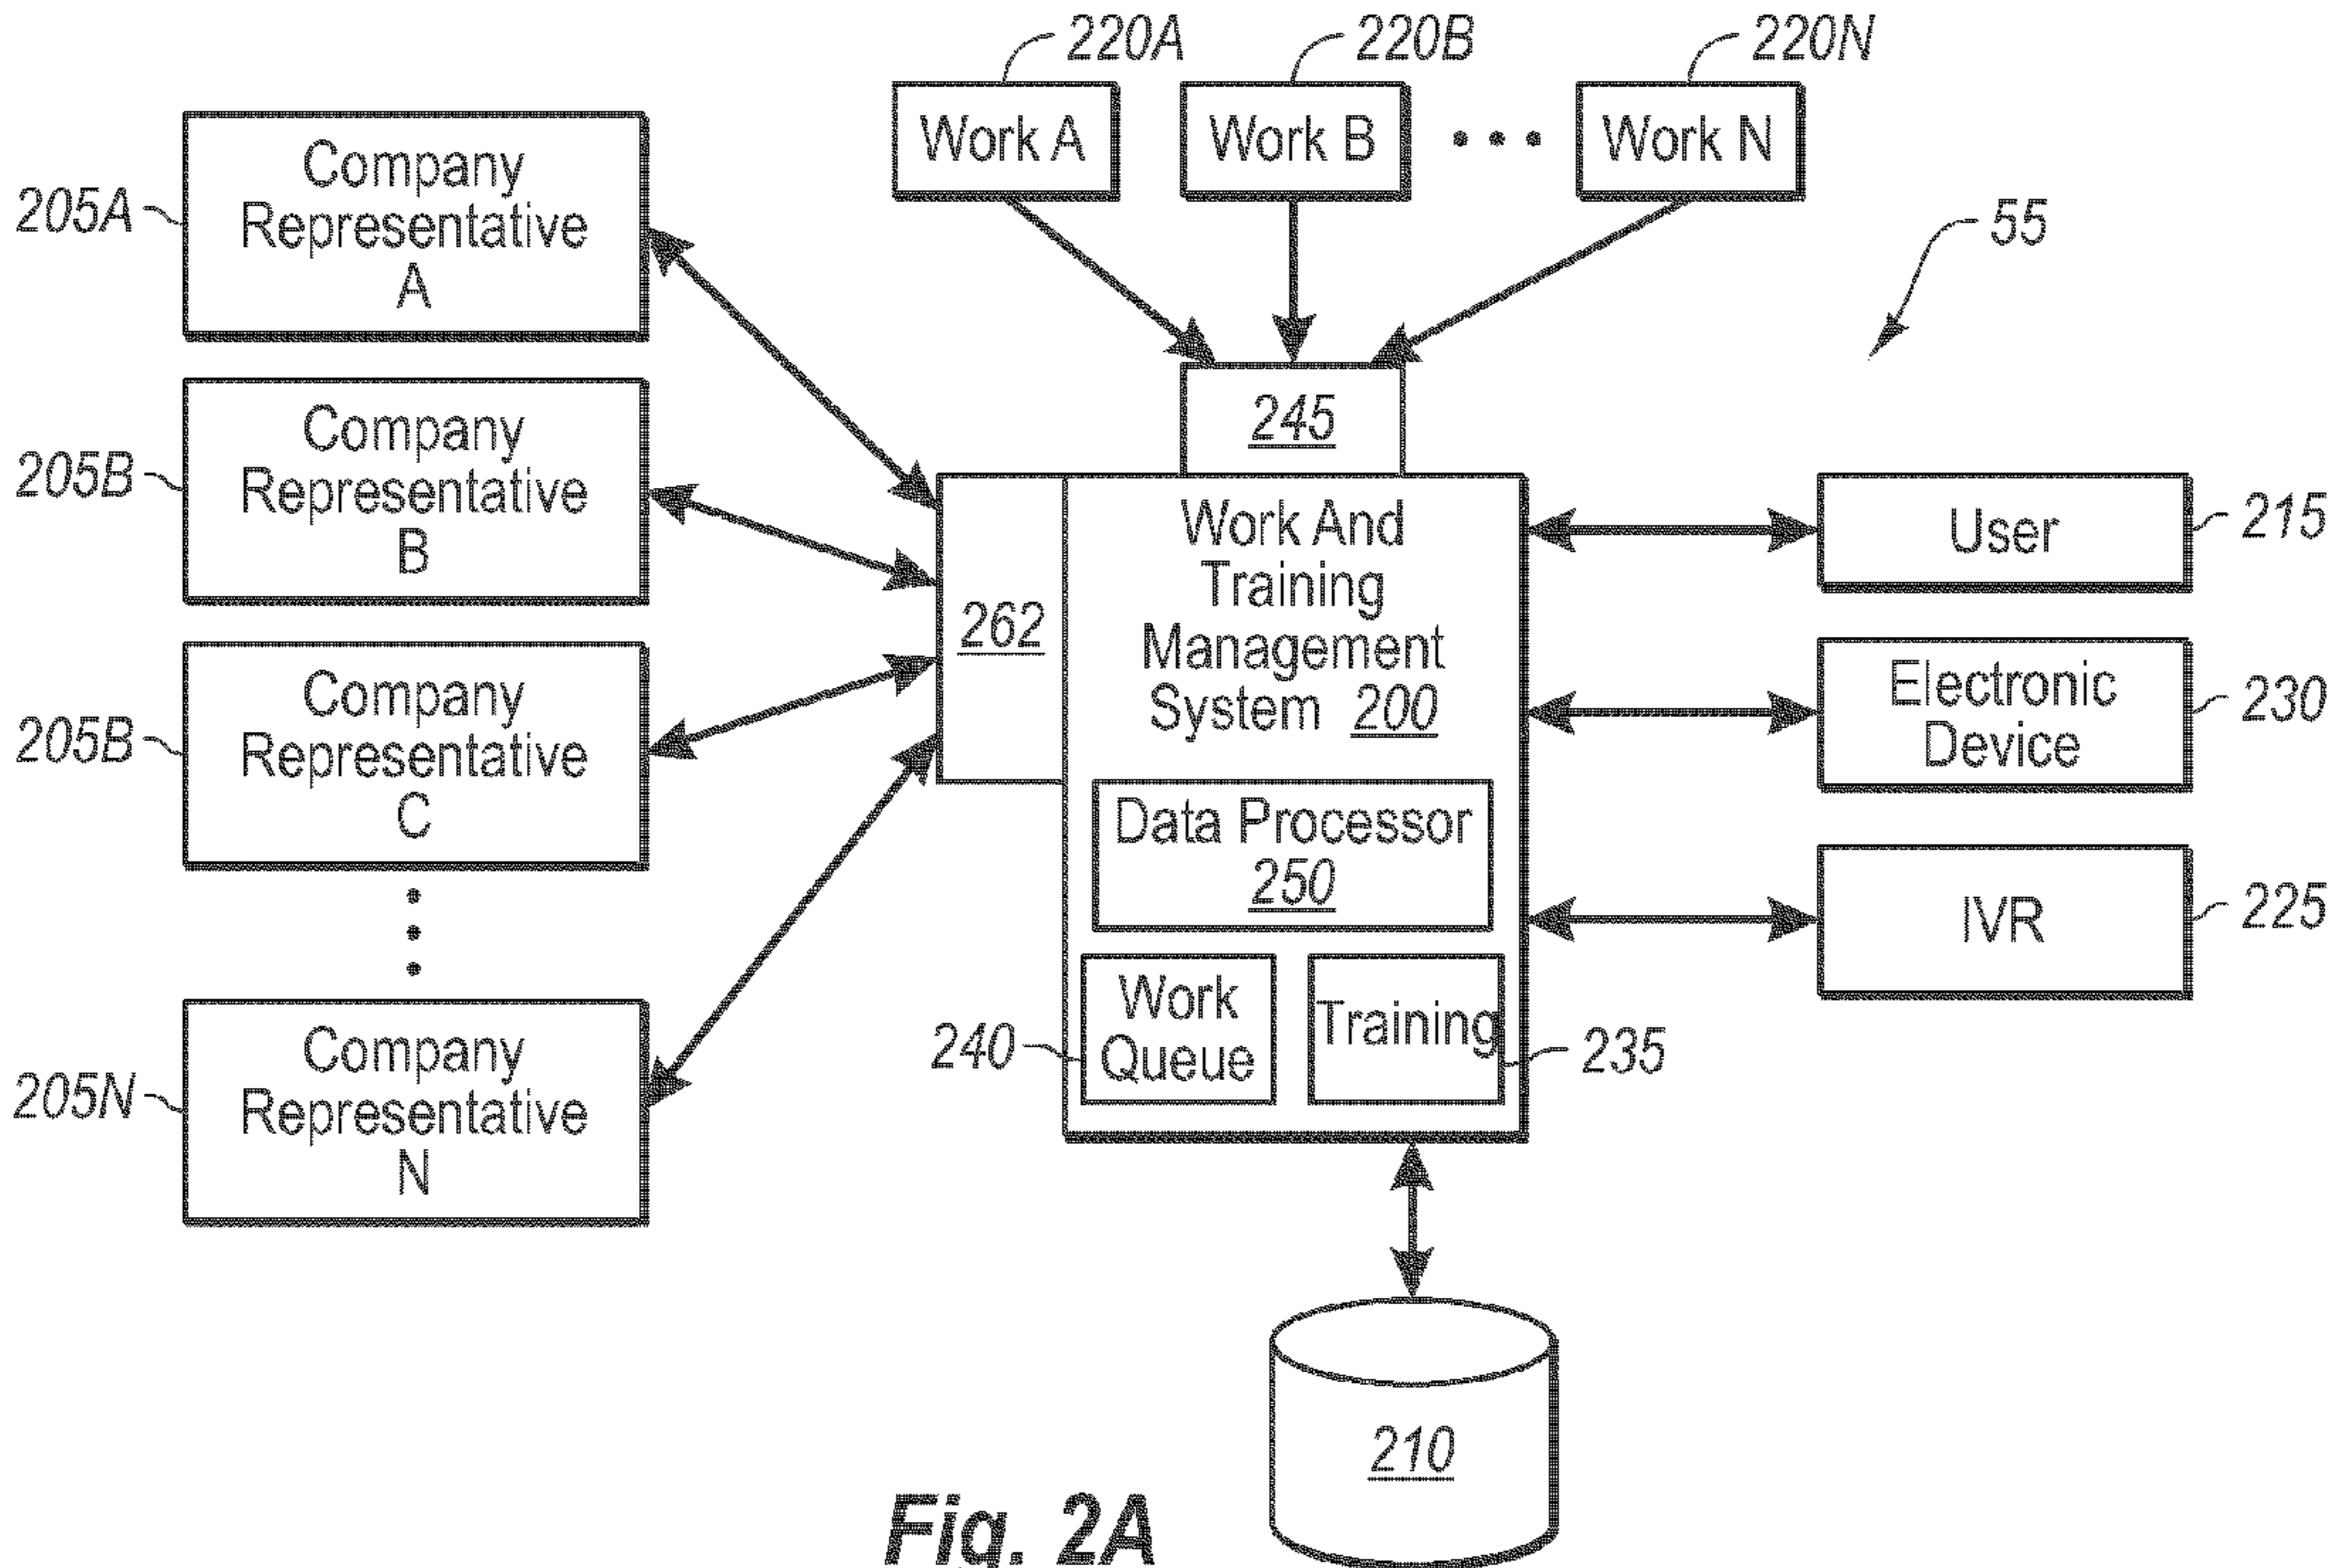 220A
220B
220N
Work A
Work B
• • •
Work N
55
205A
Company
Representative
A
205B
Company
Representative
B
205B
Company
Representative
C
205N
Company
Representative
N
245
262
Work And
Training
Management
System 200
Data Processor
250
240
Work
Queue
Training
235
User
215
Electronic
Device
230
IVR
225
210
Fig. 2A